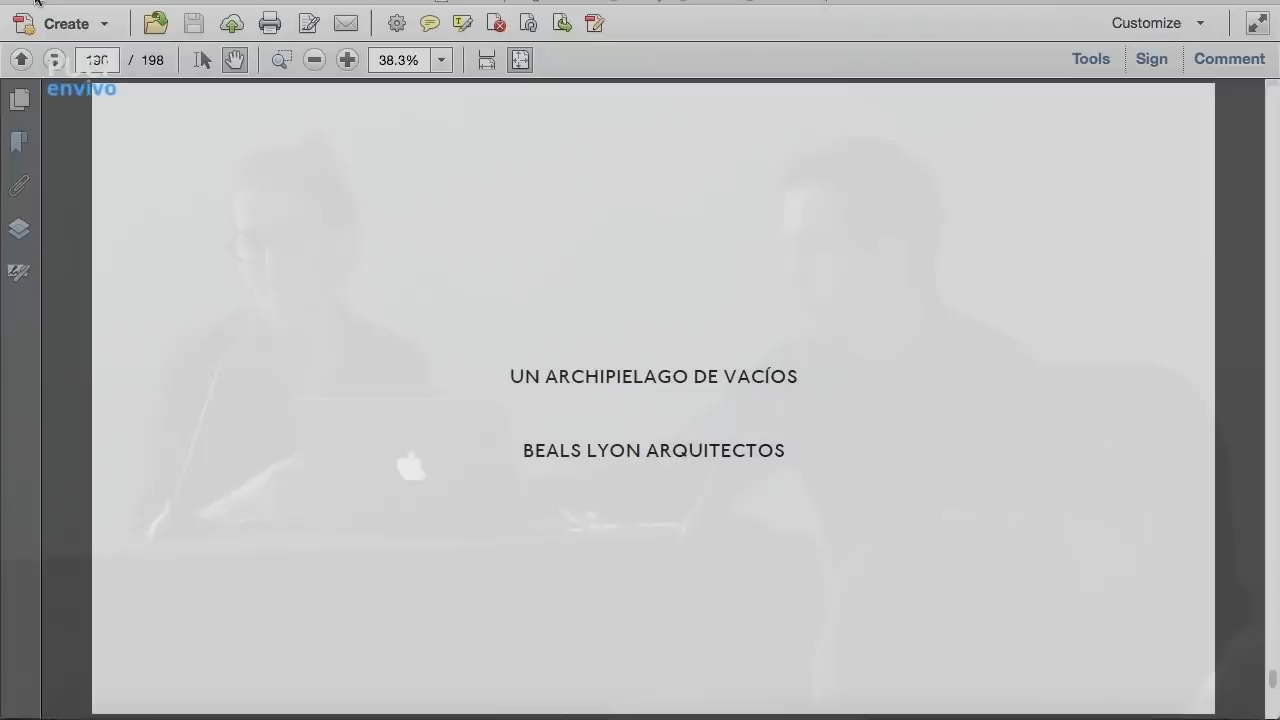 Create
Customize
/ 198
38.3%
Tools
Sign
Comment
envivo
UN ARCHIPIELAGO DE VACÍOS
BEALS LYON ARQUITECTOS